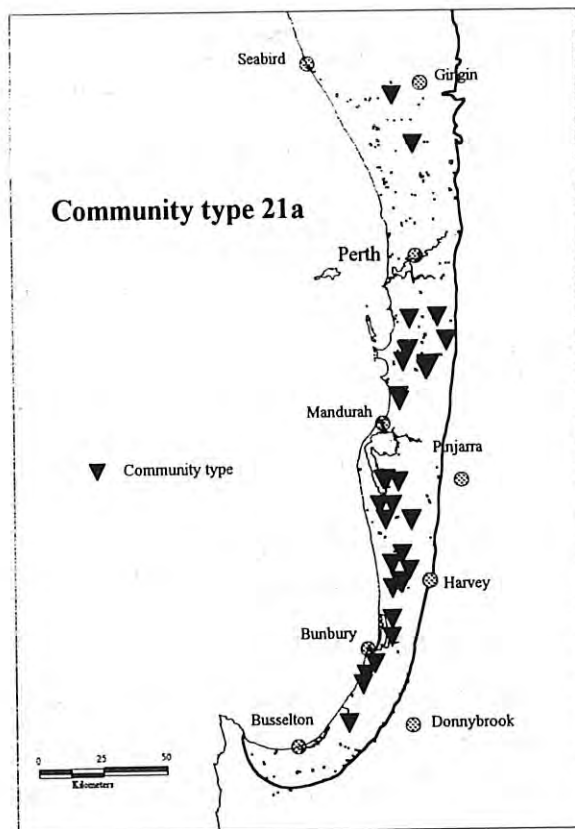 Seabird
Gingin
Community type 21a
Perth
Mandurah
Pinjarra
Community type
Harvey
Bunbury
Busselton
Donnybrook
0 25 50
Kilometers